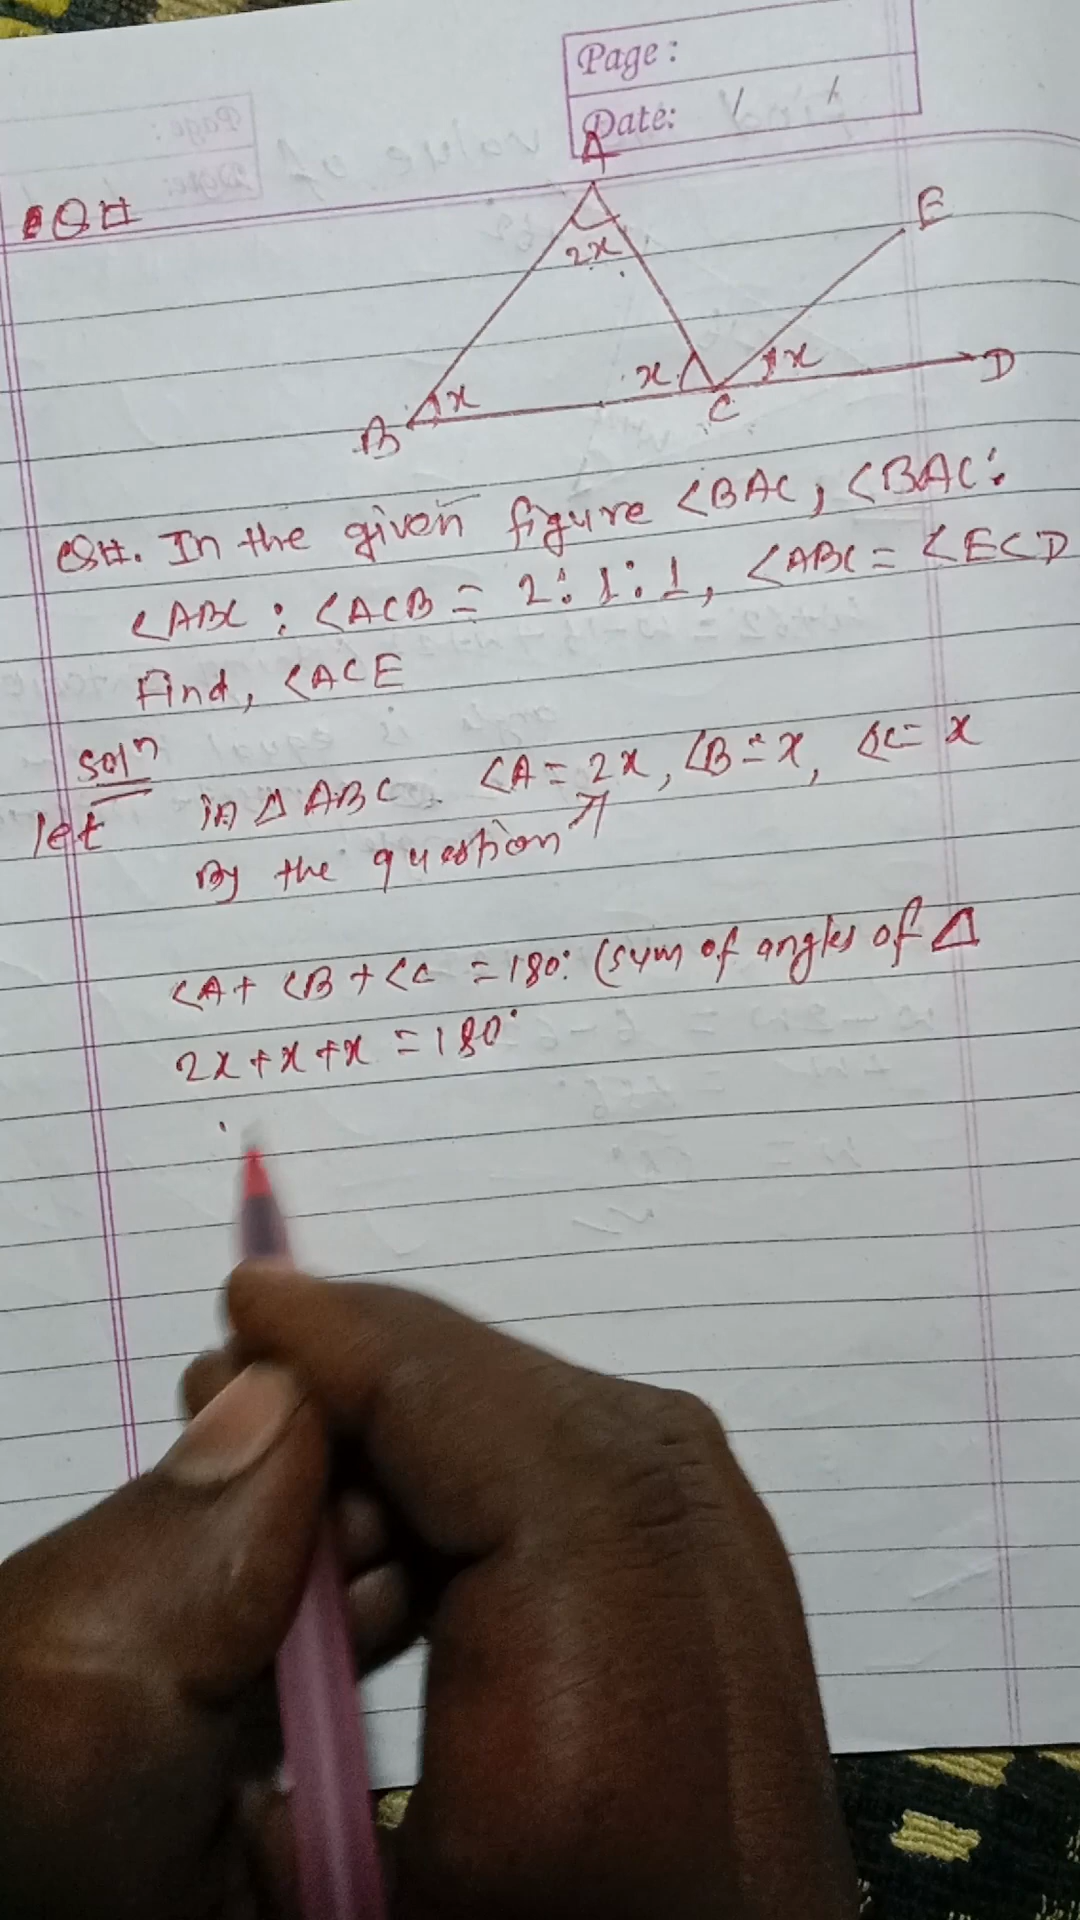 Page:
Date: / /
Q#
A
E
2x
x
x
x
B
C
D
Q#. In the given figure ∠BAC, ∠BAC:
∠ABC : ∠ACB = 2:1:1, ∠ABC = ∠ECD
Find, ∠ACE
Solⁿ
let in △ABC ∠A = 2x, ∠B = x, ∠C = x
By the question
∠A + ∠B + ∠C = 180° (sum of angles of △
2x + x + x = 180°